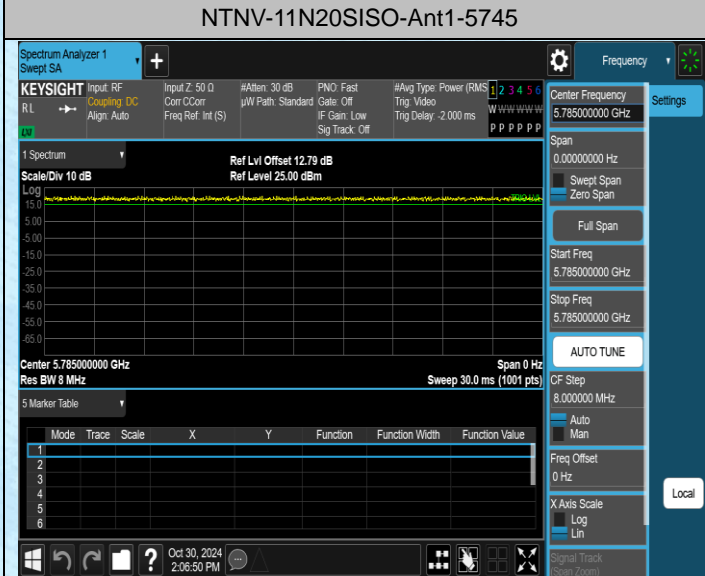 NTNV-11N20SISO-Ant1-5745
Spectrum Analyzer 1
Swept SA
Frequency
KEYSIGHT
RL
Input: RF
Coupling: DC
Align: Auto
Input Z: 50 Ω
Corr CCorr
Freq Ref: Int (S)
#Atten: 30 dB
µW Path: Standard
PNO: Fast
Gate: Off
IF Gain: Low
Sig Track: Off
#Avg Type: Power (RMS
Trig: Video
Trig Delay: -2.000 ms
1 2 3 4 5 6
W W W W W W
P P P P P P
1 Spectrum
Scale/Div 10 dB
Ref Lvl Offset 12.79 dB
Ref Level 25.00 dBm
Log
15.0
5.00
-5.00
-15.0
-25.0
-35.0
-45.0
-55.0
-65.0
Center 5.785000000 GHz
Span 0 Hz
Res BW 8 MHz
Sweep 30.0 ms (1001 pts)
5 Marker Table
Mode Trace Scale X Y Function Function Width Function Value
1
2
3
4
5
6
Center Frequency
5.785000000 GHz
Settings
Span
0.00000000 Hz
Swept Span
Zero Span
Full Span
Start Freq
5.785000000 GHz
Stop Freq
5.785000000 GHz
AUTO TUNE
CF Step
8.000000 MHz
Auto
Man
Freq Offset
0 Hz
Local
X Axis Scale
Log
Lin
Signal Track
(Span Zoom)
Oct 30, 2024
2:06:50 PM